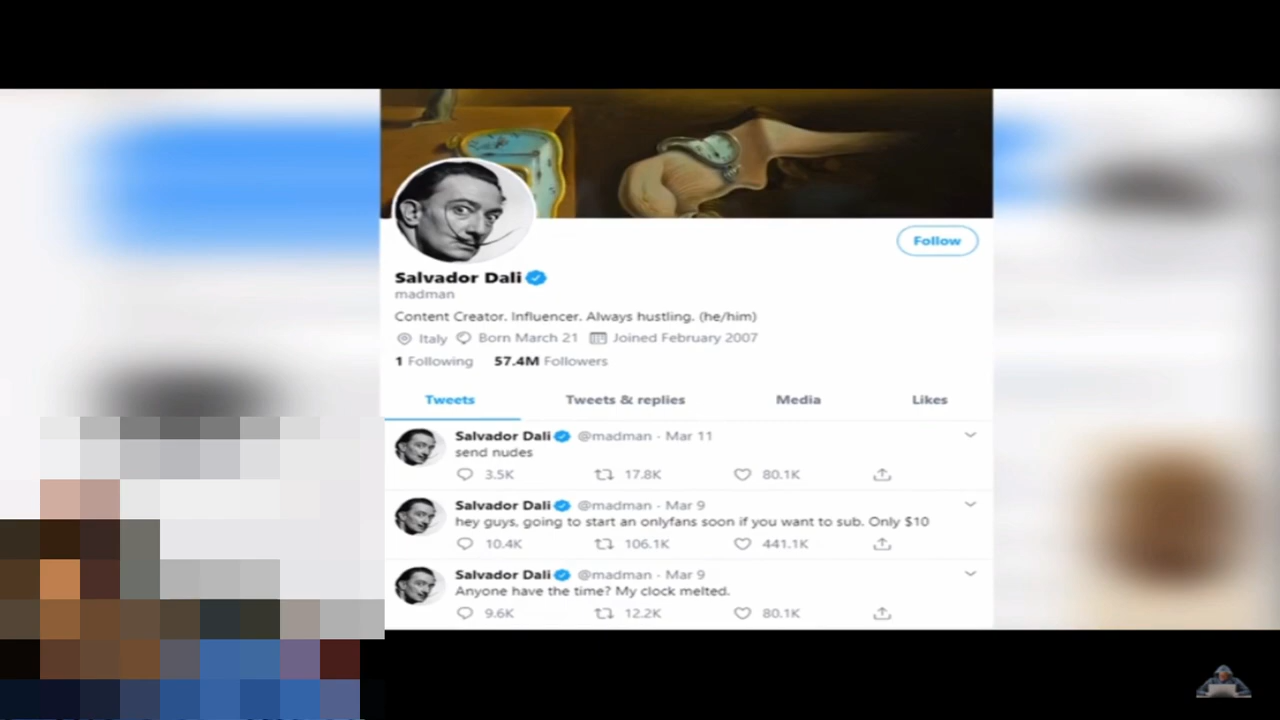 Follow
Salvador Dali
madman
Content Creator. Influencer. Always hustling. (he/him)
Italy Born March 21 Joined February 2007
1 Following 57.4M Followers
Tweets Tweets & replies Media Likes
Salvador Dali @madman · Mar 11
send nudes
3.5K 17.8K 80.1K
Salvador Dali @madman · Mar 9
hey guys, going to start an onlyfans soon if you want to sub. Only $10
10.4K 106.1K 441.1K
Salvador Dali @madman · Mar 9
Anyone have the time? My clock melted.
9.6K 12.2K 80.1K